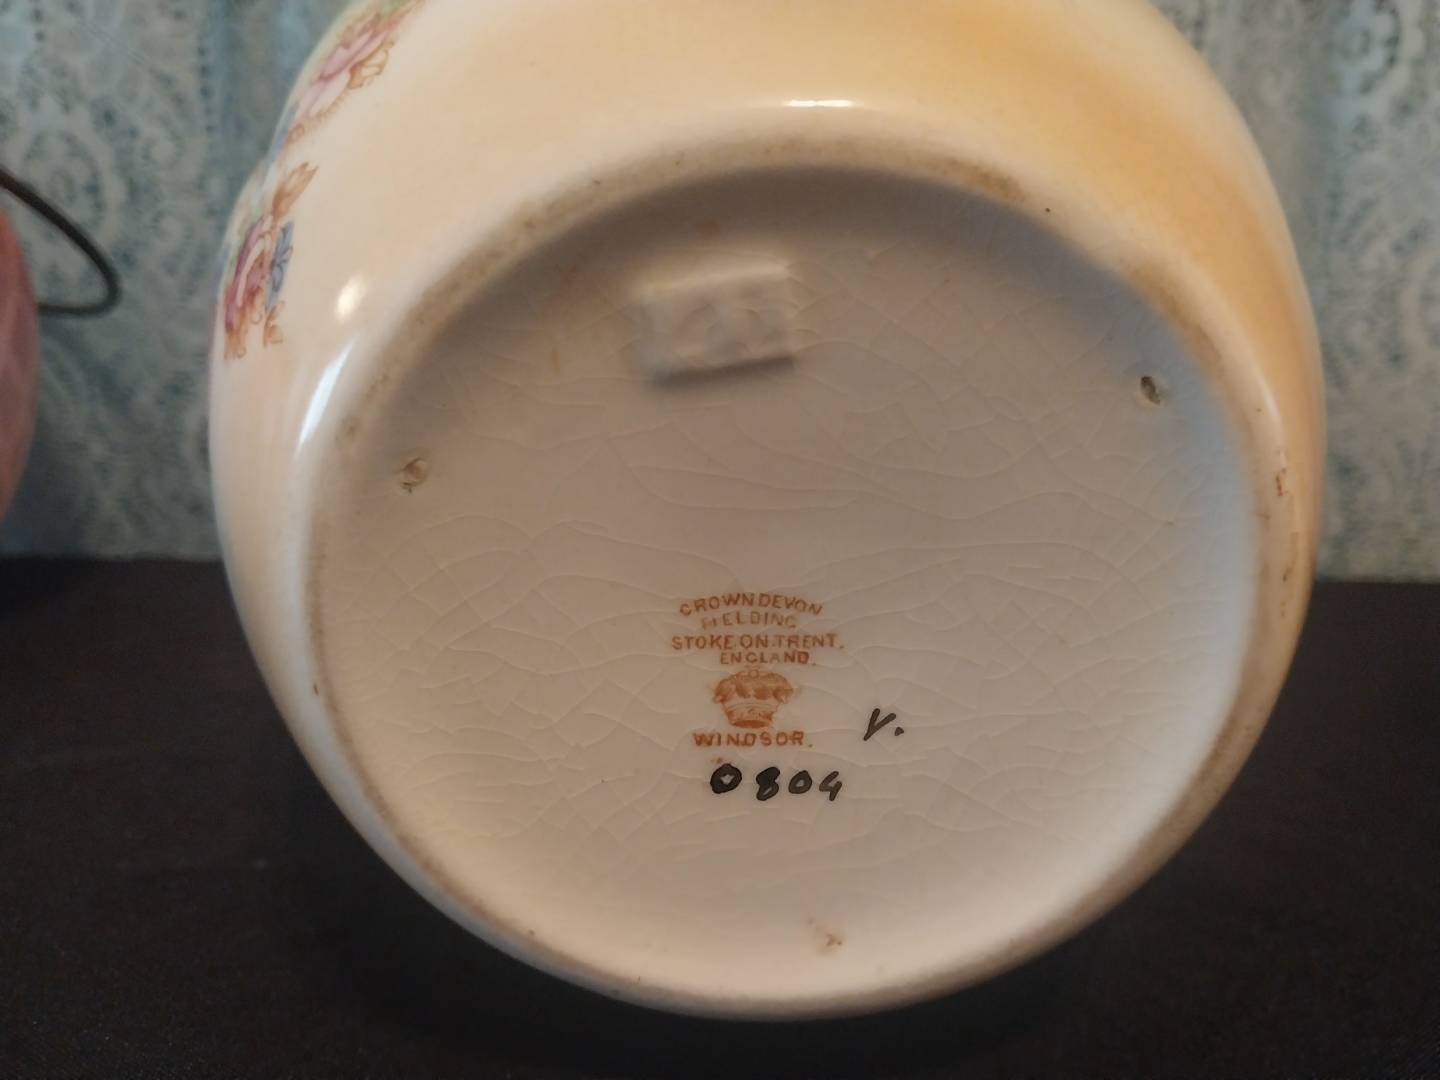 CROWN DEVON
FIELDING
STOKE.ON.TRENT.
ENGLAND.
WINDSOR.
V.
0804